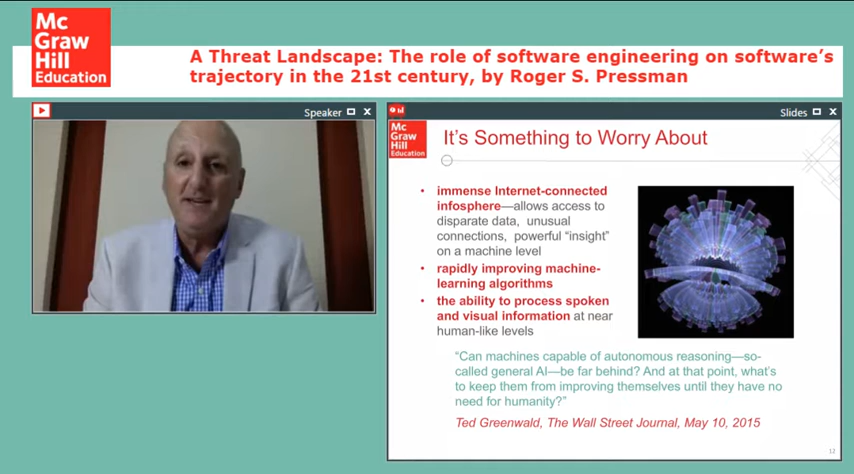 Mc
Graw
Hill
Education
A Threat Landscape: The role of software engineering on software's
trajectory in the 21st century, by Roger S. Pressman
Speaker
Slides
Mc
Graw
Hill
Education
It's Something to Worry About
• immense Internet-connected
infosphere—allows access to
disparate data, unusual
connections, powerful “insight”
on a machine level
• rapidly improving machine-
learning algorithms
• the ability to process spoken
and visual information at near
human-like levels
“Can machines capable of autonomous reasoning—so-
called general AI—be far behind? And at that point, what's
to keep them from improving themselves until they have no
need for humanity?”
Ted Greenwald, The Wall Street Journal, May 10, 2015
12